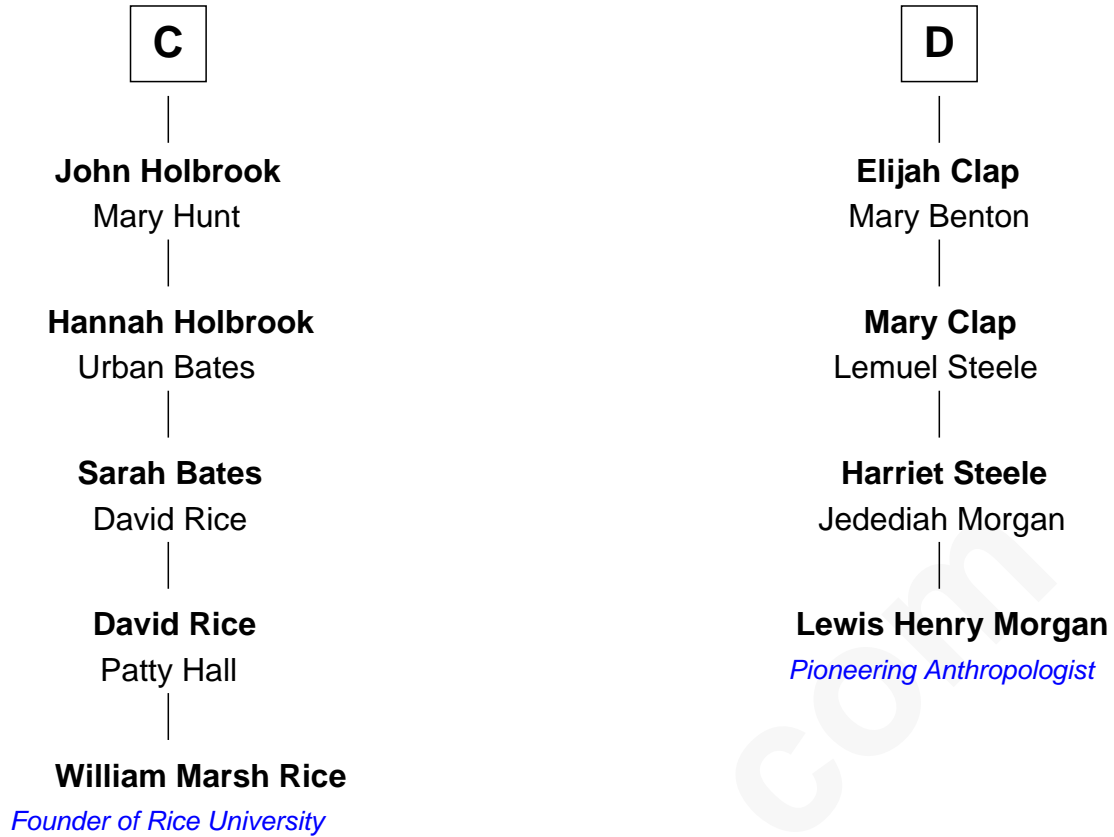 C
John Holbrook
Mary Hunt
Hannah Holbrook
Urban Bates
Sarah Bates
David Rice
David Rice
Patty Hall
William Marsh Rice
Founder of Rice University
D
Elijah Clap
Mary Benton
Mary Clap
Lemuel Steele
Harriet Steele
Jedediah Morgan
Lewis Henry Morgan
Pioneering Anthropologist
com